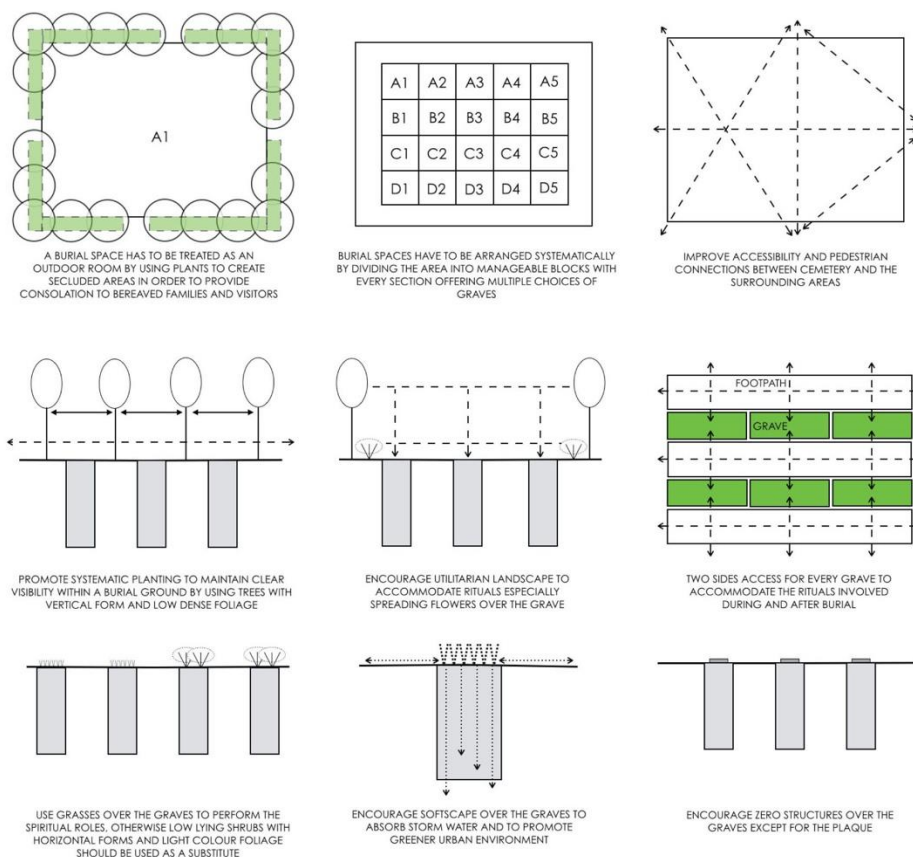 A1
A BURIAL SPACE HAS TO BE TREATED AS AN
OUTDOOR ROOM BY USING PLANTS TO CREATE
SECLUDED AREAS IN ORDER TO PROVIDE
CONSOLATION TO BEREAVED FAMILIES AND VISITORS
A1 A2 A3 A4 A5
B1 B2 B3 B4 B5
C1 C2 C3 C4 C5
D1 D2 D3 D4 D5
BURIAL SPACES HAVE TO BE ARRANGED SYSTEMATICALLY
BY DIVIDING THE AREA INTO MANAGEABLE BLOCKS WITH
EVERY SECTION OFFERING MULTIPLE CHOICES OF
GRAVES
IMPROVE ACCESSIBILITY AND PEDESTRIAN
CONNECTIONS BETWEEN CEMETERY AND THE
SURROUNDING AREAS
PROMOTE SYSTEMATIC PLANTING TO MAINTAIN CLEAR
VISIBILITY WITHIN A BURIAL GROUND BY USING TREES WITH
VERTICAL FORM AND LOW DENSE FOLIAGE
ENCOURAGE UTILITARIAN LANDSCAPE TO
ACCOMMODATE RITUALS ESPECIALLY
SPREADING FLOWERS OVER THE GRAVE
FOOTPATH
GRAVE
TWO SIDES ACCESS FOR EVERY GRAVE TO
ACCOMMODATE THE RITUALS INVOLVED
DURING AND AFTER BURIAL
USE GRASSES OVER THE GRAVES TO PERFORM THE
SPIRITUAL ROLES, OTHERWISE LOW LYING SHRUBS WITH
HORIZONTAL FORMS AND LIGHT COLOUR FOLIAGE
SHOULD BE USED AS A SUBSTITUTE
ENCOURAGE SOFTSCAPE OVER THE GRAVES TO
ABSORB STORM WATER AND TO PROMOTE
GREENER URBAN ENVIRONMENT
ENCOURAGE ZERO STRUCTURES OVER THE
GRAVES EXCEPT FOR THE PLAQUE